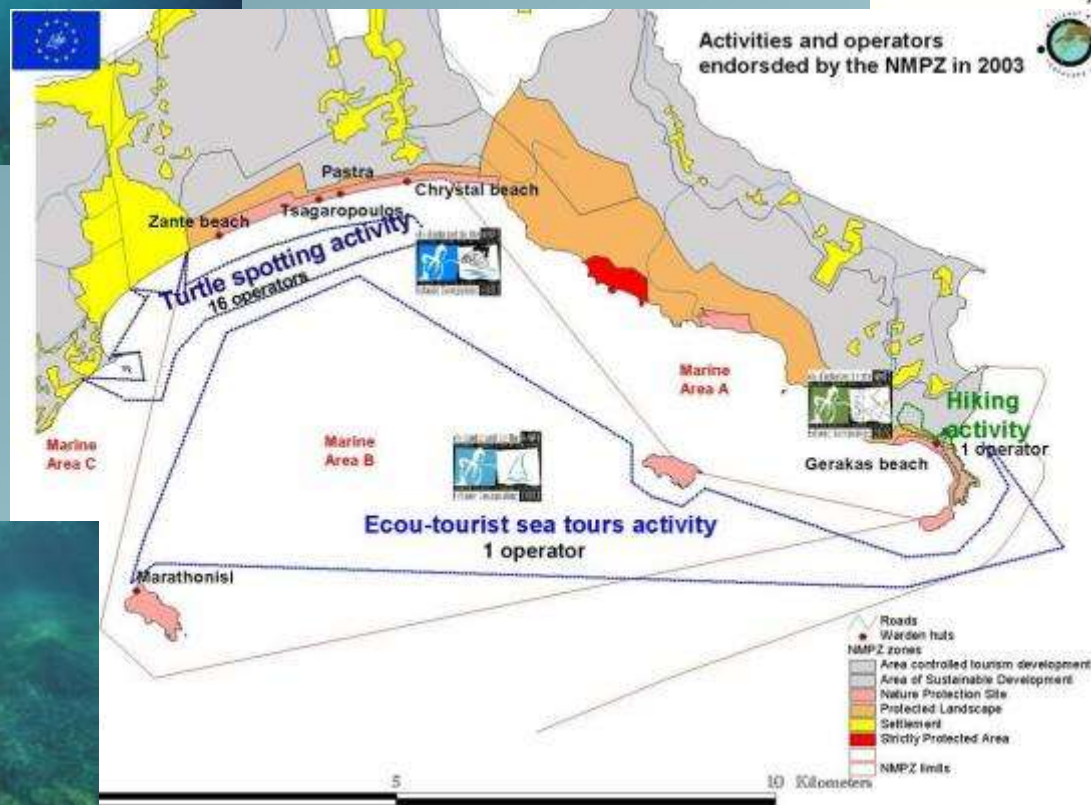 Activities and operators
endorsded by the NMPZ in 2003
Pastra
Chrystal beach
Tsagaropoulos
Zante beach
Turtle spotting activity
16 operators
Marine
Area A
Hiking
activity
1 operator
Gerakas beach
Marine
Area C
Marine
Area B
Ecou-tourist sea tours activity
1 operator
Marathonisi
Roads
Warden huts
NMPZ zones
Area controlled tourism development
Area of Sustainable Development
Nature Protection Site
Protected Landscape
Settlement
Strictly Protected Area
NMPZ limits
5
10 Kilometers